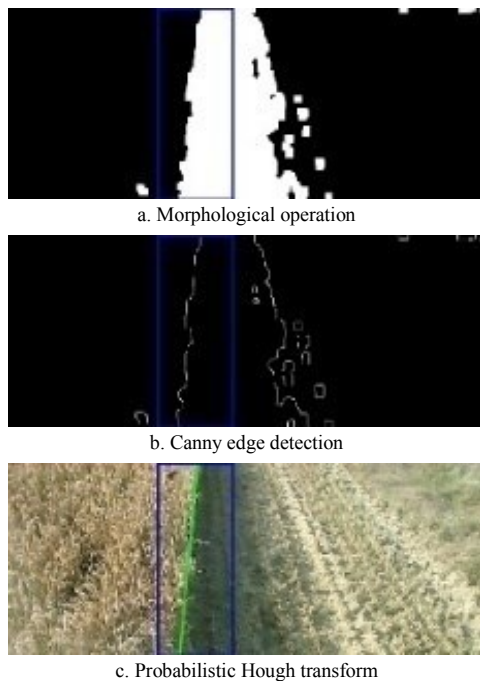 a. Morphological operation
b. Canny edge detection
c. Probabilistic Hough transform